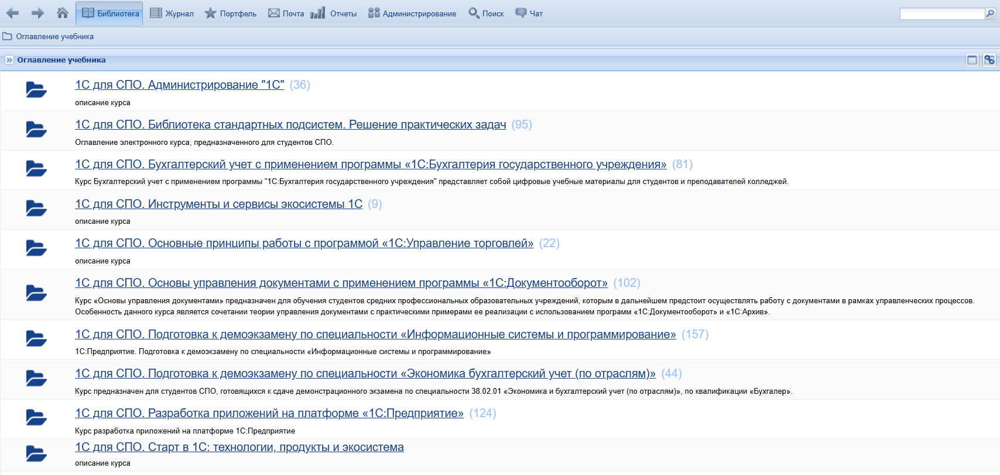 Библиотека Журнал Портфель Почта Отчеты Администрирование Поиск Чат
Оглавление учебника
Оглавление учебника
1С для СПО. Администрирование "1С" (36)
описание курса
1С для СПО. Библиотека стандартных подсистем. Решение практических задач (95)
Оглавление электронного курса, предназначенного для студентов СПО.
1С для СПО. Бухгалтерский учет с применением программы «1С:Бухгалтерия государственного учреждения» (81)
Курс Бухгалтерский учет с применением программы "1С:Бухгалтерия государственного учреждения" представляет собой цифровые учебные материалы для студентов и преподавателей колледжей.
1С для СПО. Инструменты и сервисы экосистемы 1С (9)
описание курса
1С для СПО. Основные принципы работы с программой «1С:Управление торговлей» (22)
описание курса
1С для СПО. Основы управления документами с применением программы «1С:Документооборот» (102)
Курс «Основы управления документами» предназначен для обучения студентов средних профессиональных образовательных учреждений, которым в дальнейшем предстоит осуществлять работу с документами в рамках управленческих процессов.
Особенность данного курса является сочетании теории управления документами с практическими примерами ее реализации с использованием программ «1С:Документооборот» и «1С:Архив».
1С для СПО. Подготовка к демоэкзамену по специальности «Информационные системы и программирование» (157)
1С:Предприятие. Подготовка к демоэкзамену по специальности «Информационные системы и программирование»
1С для СПО. Подготовка к демоэкзамену по специальности «Экономика бухгалтерский учет (по отраслям)» (44)
Курс предназначен для студентов СПО, готовящихся к сдаче демонстрационного экзамена по специальности 38.02.01 «Экономика и бухгалтерский учет (по отраслям)», по квалификации «Бухгалер».
1С для СПО. Разработка приложений на платформе «1С:Предприятие» (124)
Курс разработка приложений на платформе 1С:Предприятие
1С для СПО. Старт в 1С: технологии, продукты и экосистема
описание курса